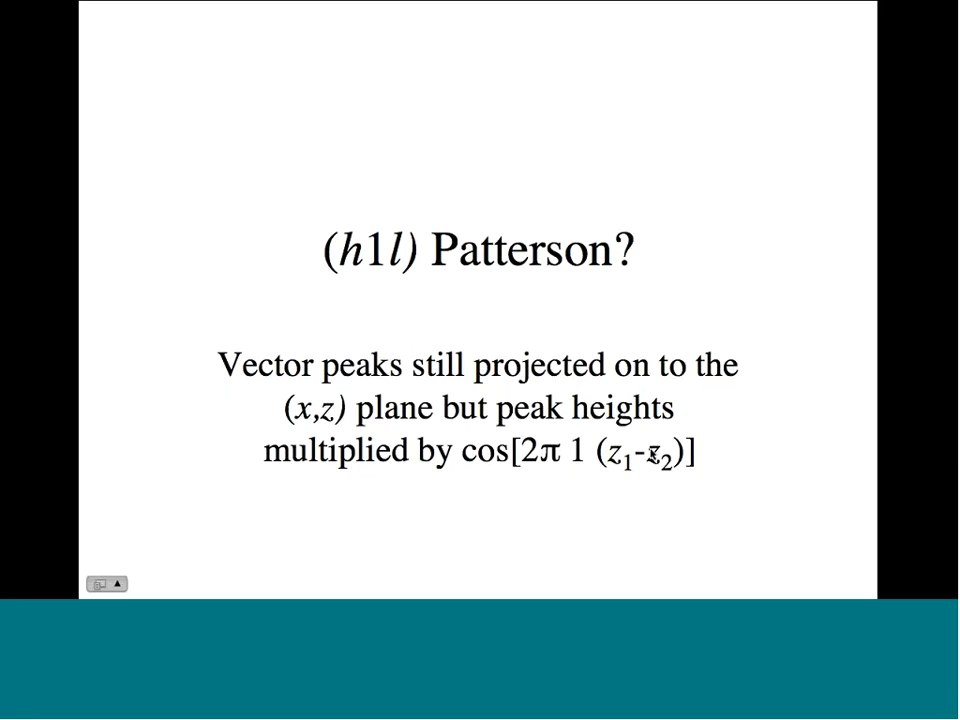 (h1l) Patterson?
Vector peaks still projected on to the
(x,z) plane but peak heights
multiplied by cos[2π 1 (z₁-z₂)]